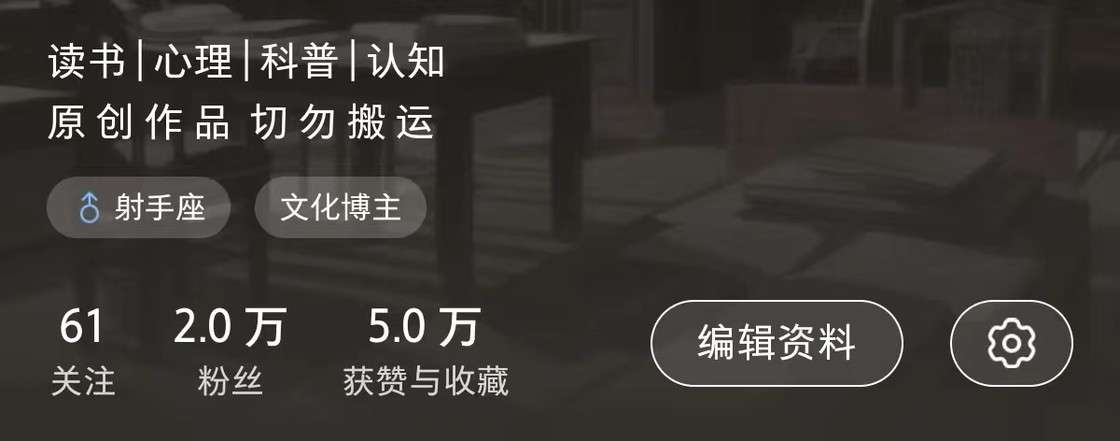 读书|心理|科普|认知
原创作品 切勿搬运
♂ 射手座 文化博主
61 2.0 万 5.0 万
关注 粉丝 获赞与收藏
编辑资料